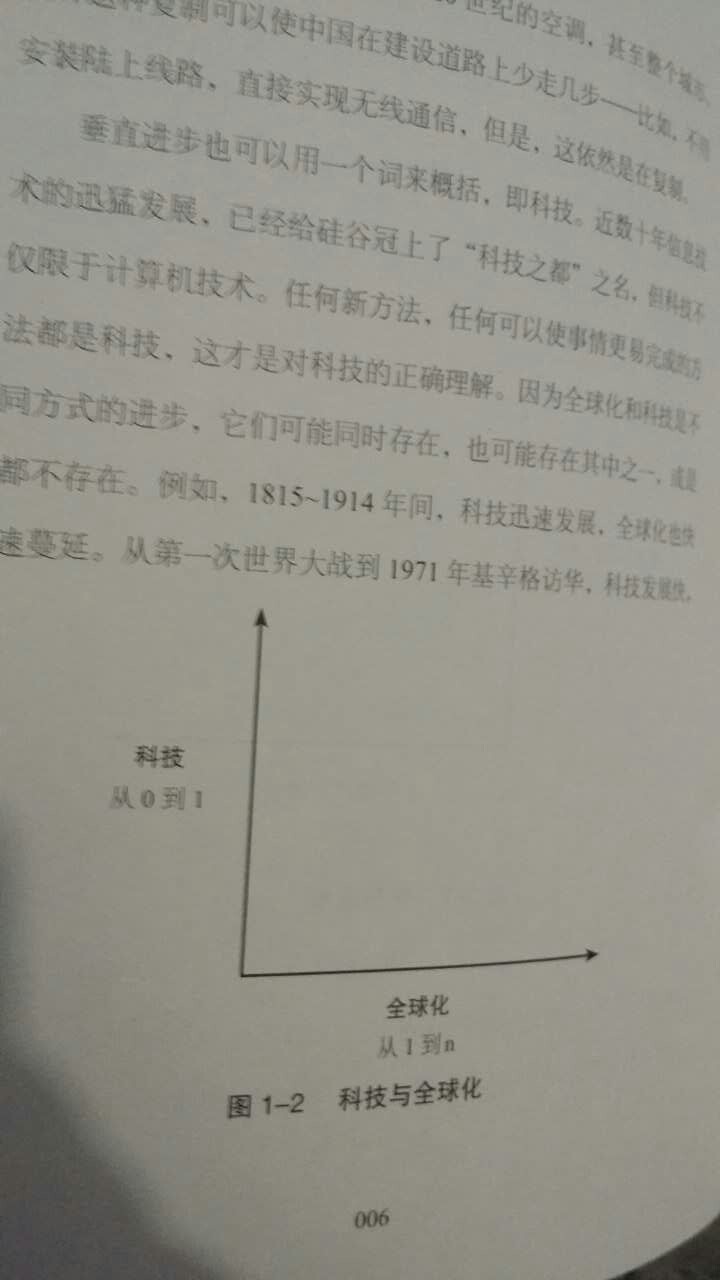 这种复制可以使中国在建设道路上少走几步——比如，不用
世纪的空调，甚至整个城市。
安装陆上线路，直接实现无线通信，但是，这依然是在复制。
垂直进步也可以用一个词来概括，即科技。近数十年信息技
术的迅猛发展，已经给硅谷冠上了“科技之都”之名，但科技不
仅限于计算机技术。任何新方法，任何可以使事情更易完成的方
法都是科技，这才是对科技的正确理解。因为全球化和科技是不
同方式的进步，它们可能同时存在，也可能存在其中之一，或是
都不存在。例如，1815~1914 年间，科技迅速发展，全球化也快
速蔓延。从第一次世界大战到 1971 年基辛格访华，科技发展快，
科技
从 0 到 1
全球化
从 1 到 n
图 1-2 科技与全球化
006